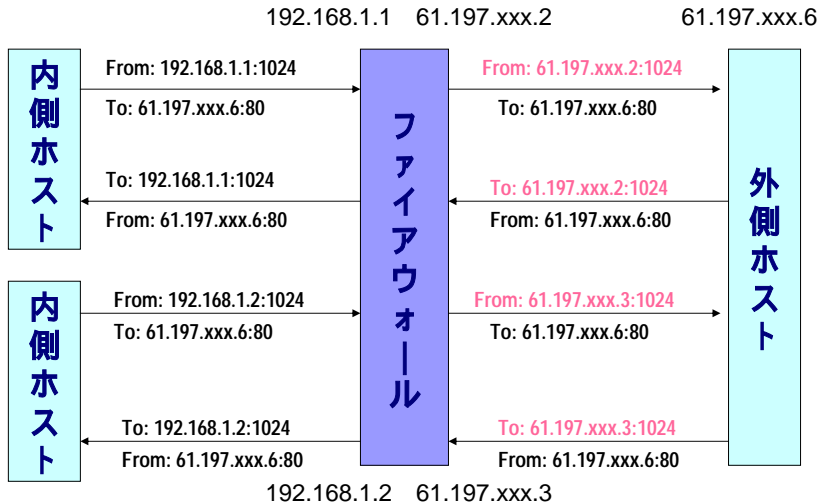 192.168.1.1 61.197.xxx.2 61.197.xxx.6
内側ホスト
From: 192.168.1.1:1024
To: 61.197.xxx.6:80
To: 192.168.1.1:1024
From: 61.197.xxx.6:80
内側ホスト
From: 192.168.1.2:1024
To: 61.197.xxx.6:80
To: 192.168.1.2:1024
From: 61.197.xxx.6:80
ファイアウォール
From: 61.197.xxx.2:1024
To: 61.197.xxx.6:80
To: 61.197.xxx.2:1024
From: 61.197.xxx.6:80
From: 61.197.xxx.3:1024
To: 61.197.xxx.6:80
To: 61.197.xxx.3:1024
From: 61.197.xxx.6:80
外側ホスト
192.168.1.2 61.197.xxx.3